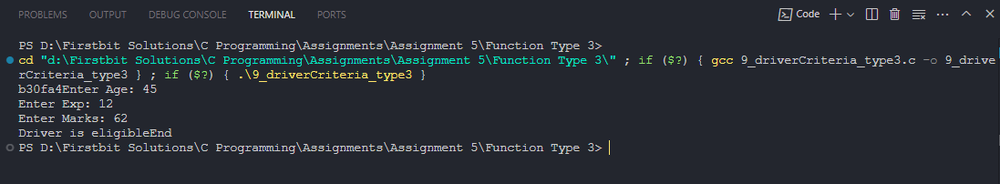 PROBLEMS OUTPUT DEBUG CONSOLE TERMINAL PORTS Code
PS D:\Firstbit Solutions\C Programming\Assignments\Assignment 5\Function Type 3>
cd "d:\Firstbit Solutions\C Programming\Assignments\Assignment 5\Function Type 3\" ; if ($?) { gcc 9_driverCriteria_type3.c -o 9_drive
rCriteria_type3 } ; if ($?) { .\9_driverCriteria_type3 }
b30fa4Enter Age: 45
Enter Exp: 12
Enter Marks: 62
Driver is eligibleEnd
PS D:\Firstbit Solutions\C Programming\Assignments\Assignment 5\Function Type 3>